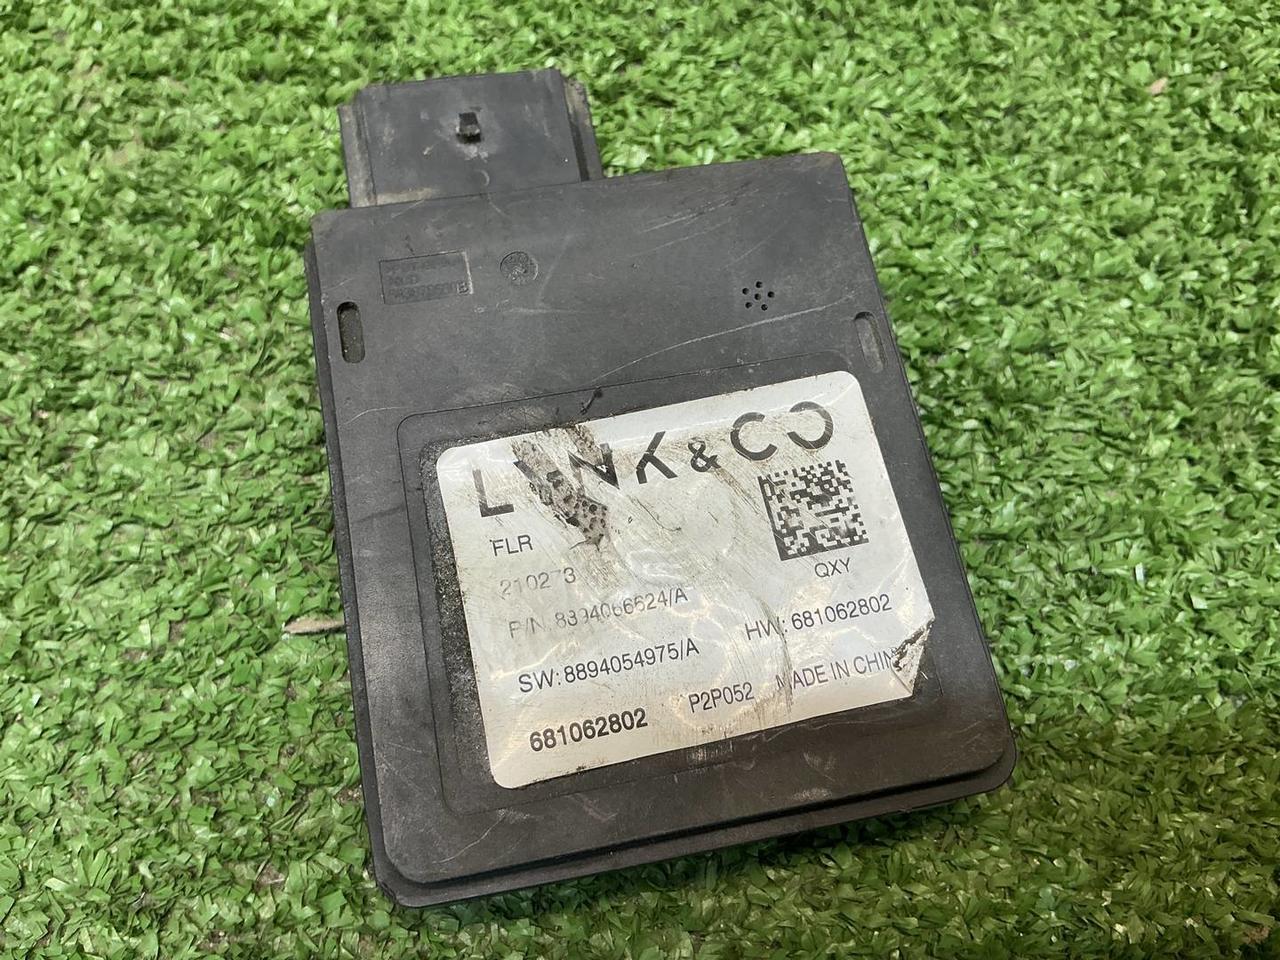 LYNK & CO
FLR
210273
QXY
P/N: 8894066624/A
HW: 681062802
SW: 8894054975/A
P2P052 MADE IN CHINA
681062802